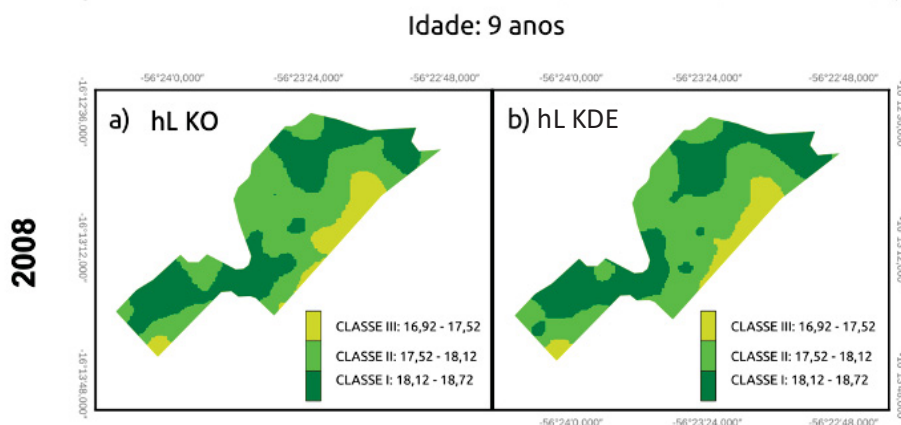 Idade: 9 anos
-56°24'0,000" -56°23'24,000" -56°22'48,000"
-16°12'36,000"
-16°13'12,000"
-16°13'48,000"
2008
a) hL KO
CLASSE III: 16,92 - 17,52
CLASSE II: 17,52 - 18,12
CLASSE I: 18,12 - 18,72
-56°24'0,000" -56°23'24,000" -56°22'48,000"
b) hL KDE
CLASSE III: 16,92 - 17,52
CLASSE II: 17,52 - 18,12
CLASSE I: 18,12 - 18,72
-56°24'0,000" -56°23'24,000" -56°22'48,000"